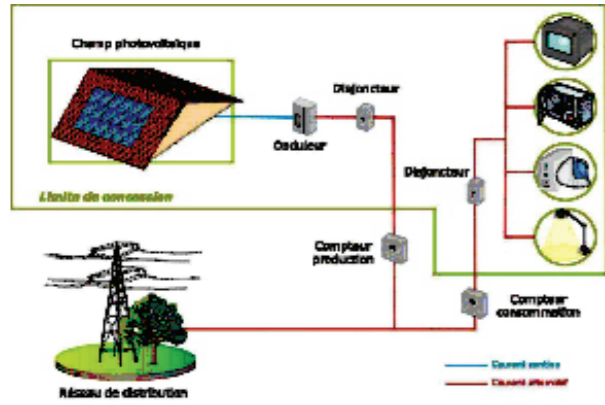 Champ photovoltaïque
Disjoncteur
Onduleur
Disjoncteur
Limite de concession
Compteur
production
Compteur
consommation
Réseau de distribution
Courant continu
Courant alternatif